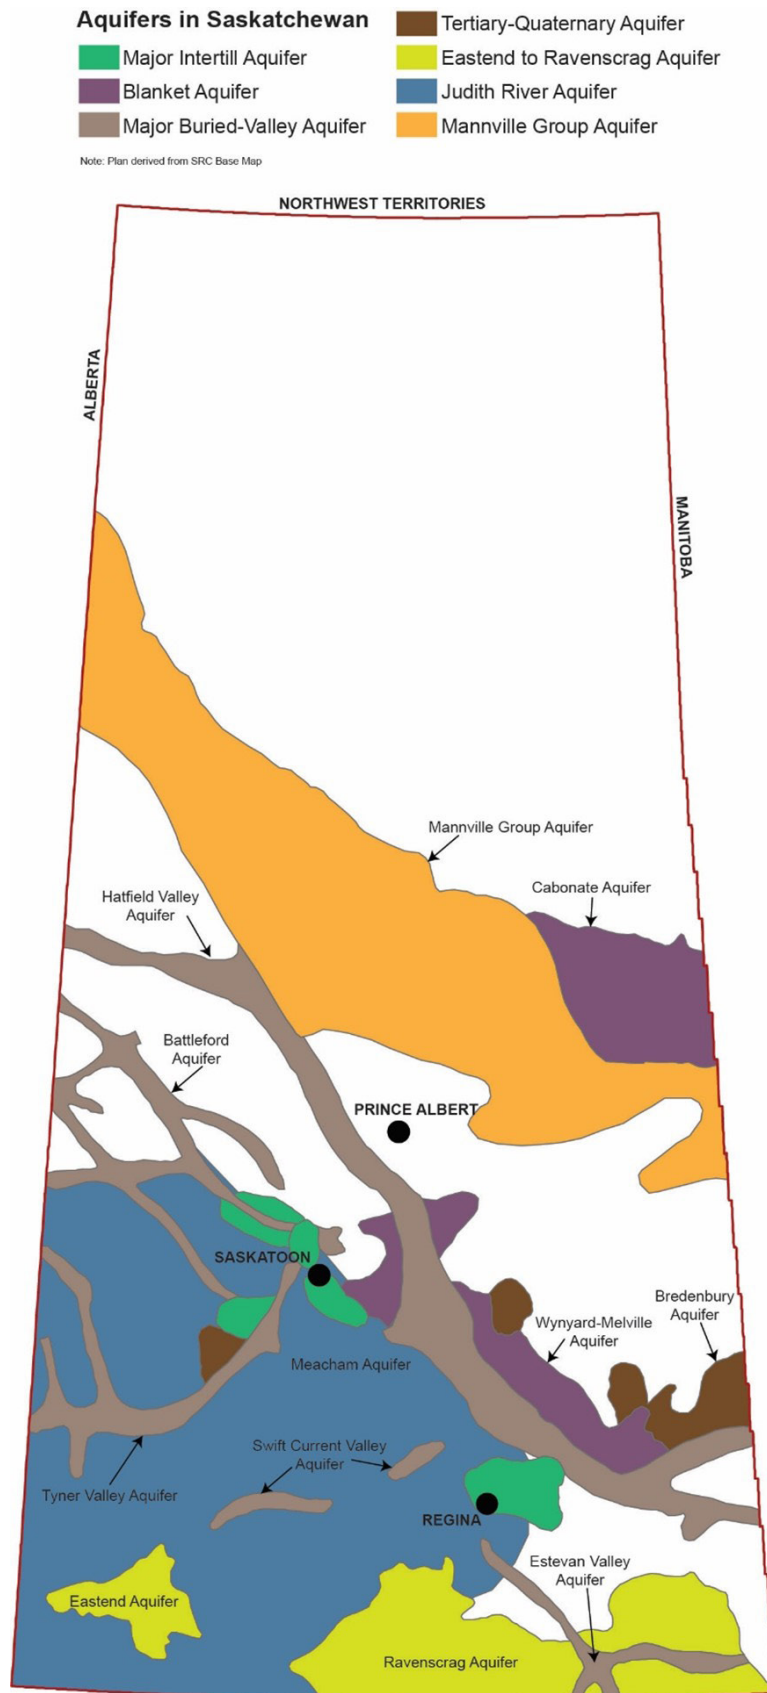 Aquifers in Saskatchewan
Major Intertill Aquifer
Blanket Aquifer
Major Buried-Valley Aquifer
Tertiary-Quaternary Aquifer
Eastend to Ravenscrag Aquifer
Judith River Aquifer
Mannville Group Aquifer
Note: Plan derived from SRC Base Map
NORTHWEST TERRITORIES
ALBERTA
MANITOBA
Mannville Group Aquifer
Cabonate Aquifer
Hatfield Valley
Aquifer
Battleford
Aquifer
PRINCE ALBERT
SASKATOON
Bredenbury
Aquifer
Wynyard-Melville
Aquifer
Meacham Aquifer
Swift Current Valley
Aquifer
Tyner Valley Aquifer
REGINA
Estevan Valley
Aquifer
Eastend Aquifer
Ravenscrag Aquifer